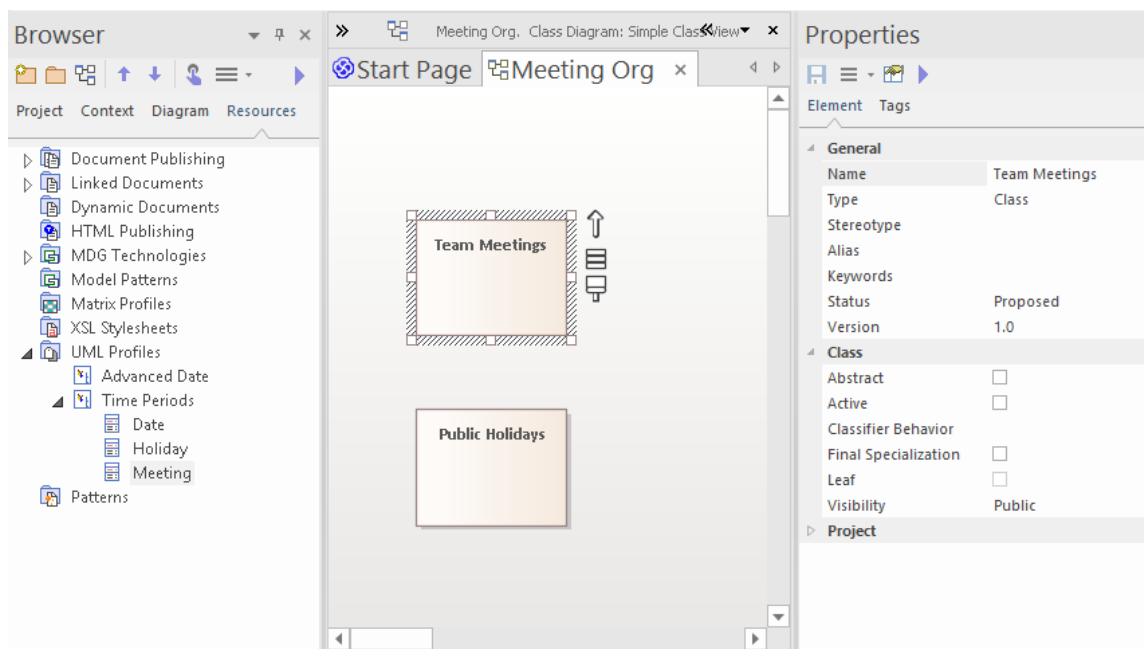 Browser
Project Context Diagram Resources
Document Publishing
Linked Documents
Dynamic Documents
HTML Publishing
MDG Technologies
Model Patterns
Matrix Profiles
XSL Stylesheets
UML Profiles
Advanced Date
Time Periods
Date
Holiday
Meeting
Patterns
Meeting Org. Class Diagram: Simple Class View
Start Page Meeting Org
Team Meetings
Public Holidays
Properties
Element Tags
General
Name Team Meetings
Type Class
Stereotype
Alias
Keywords
Status Proposed
Version 1.0
Class
Abstract
Active
Classifier Behavior
Final Specialization
Leaf
Visibility Public
Project